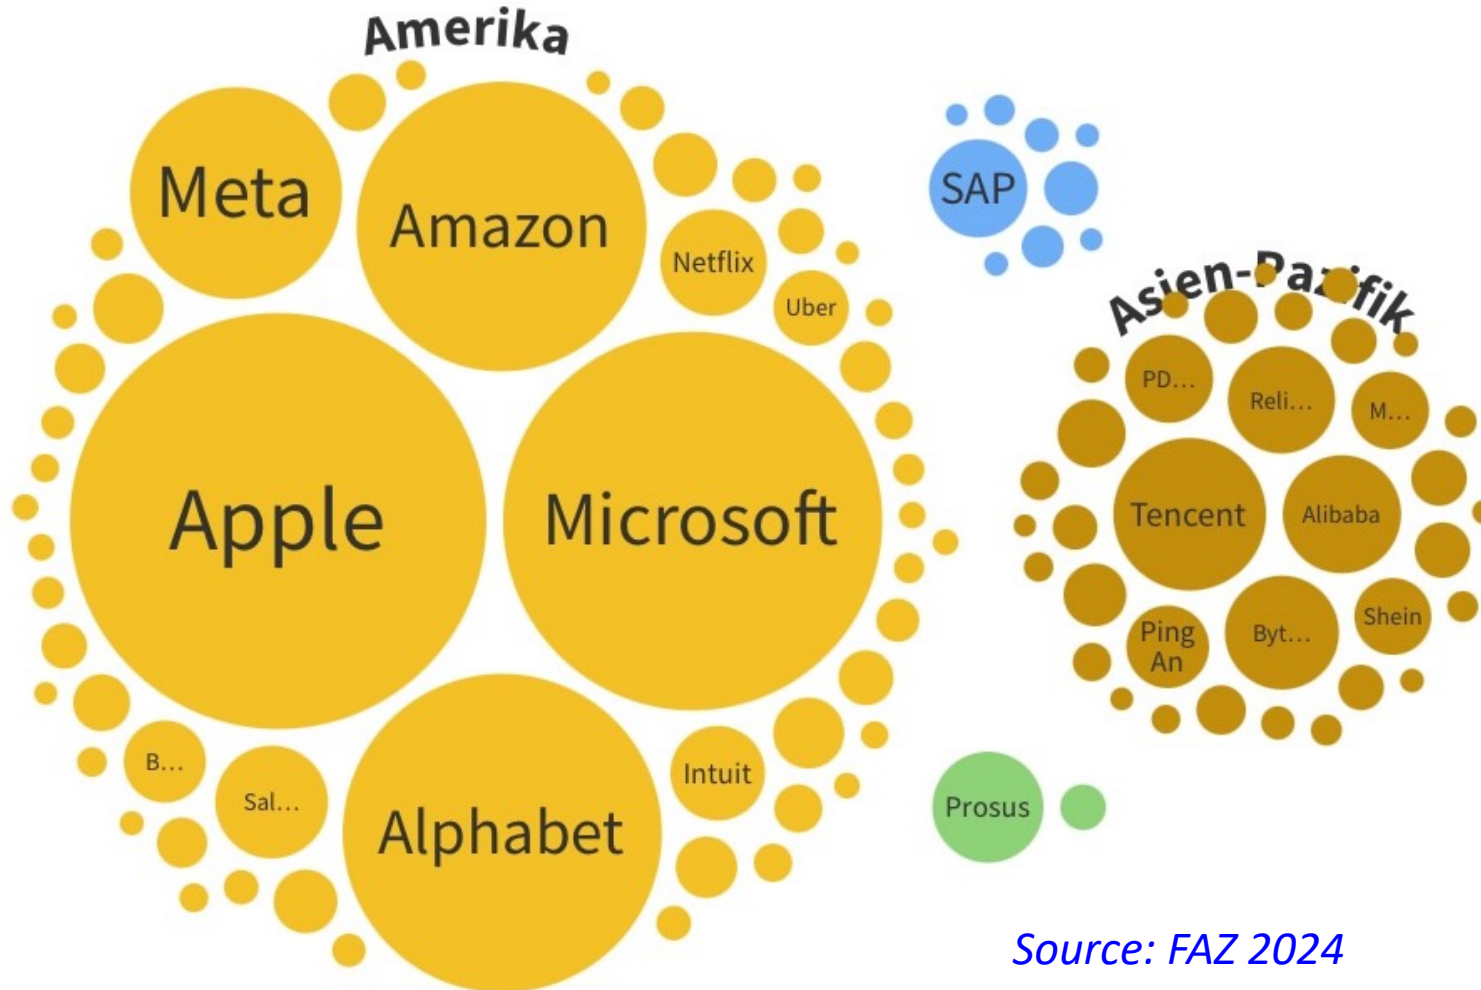 Amerika
Meta
Amazon
Netflix
Uber
SAP
Asien-Pazifik
PD...
Reli...
M...
Apple
Microsoft
Tencent
Alibaba
Ping
An
Byt...
Shein
B...
Sal...
Alphabet
Intuit
Prosus
Source: FAZ 2024